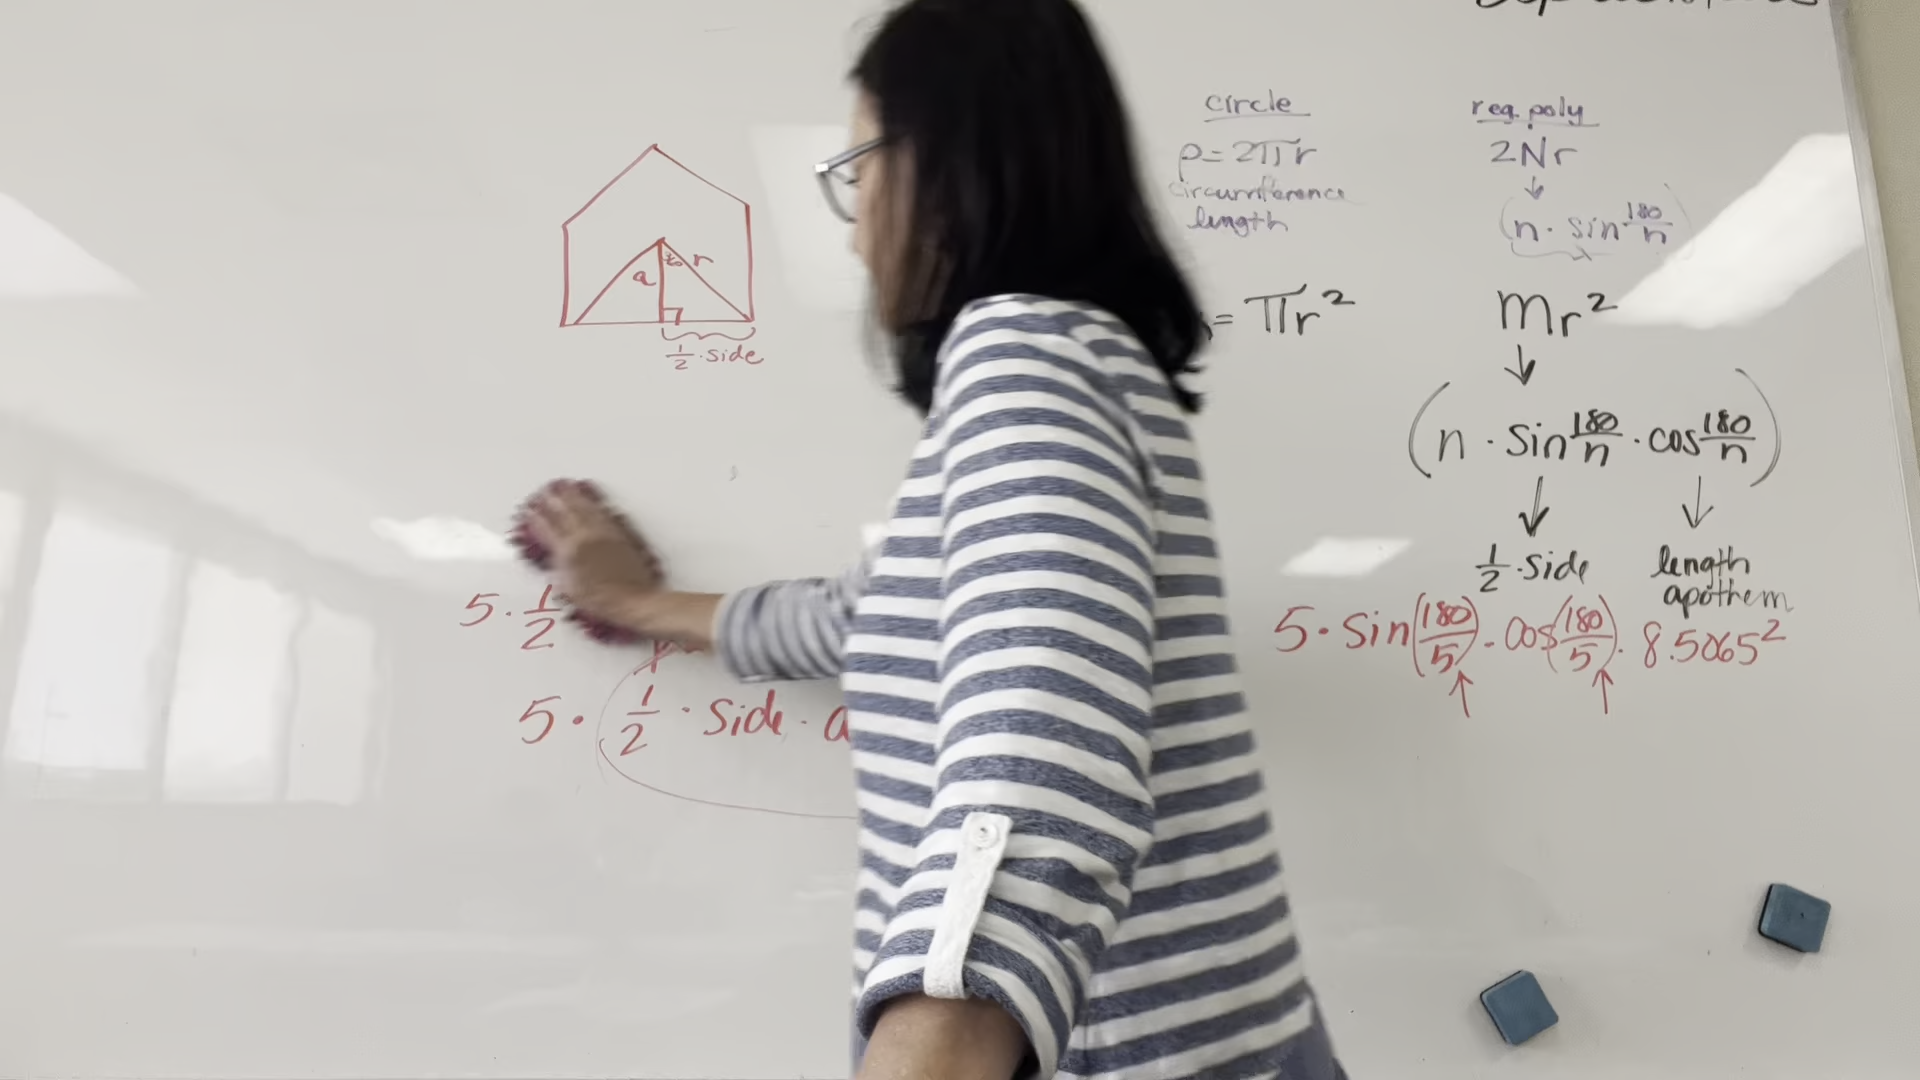 circle
P = 2πr
circumference
length
= πr²
reg. poly
2Nr
↓
(n · sin 180/n)
mr²
↓
(n · sin 180/n · cos 180/n)
↓ ↓
1/2 · side
length
apothem
5 · sin(180/5) · cos(180/5) · 8.5065²
↑ ↑
a r
1/2 · side
5 · 1/2
5 · 1/2 · side · a